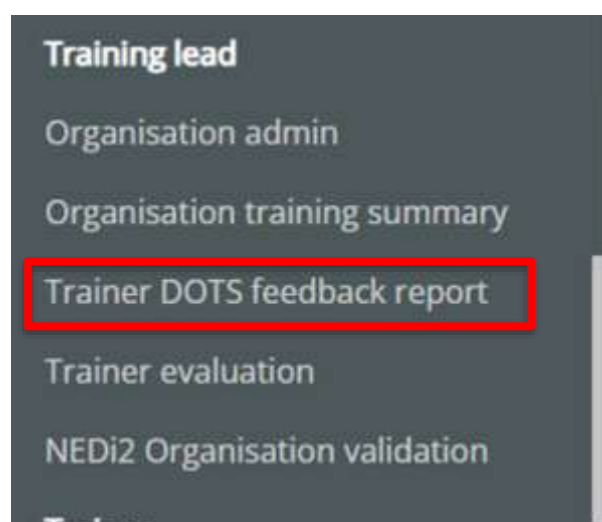 Training lead
Organisation admin
Organisation training summary
Trainer DOTS feedback report
Trainer evaluation
NEDi2 Organisation validation